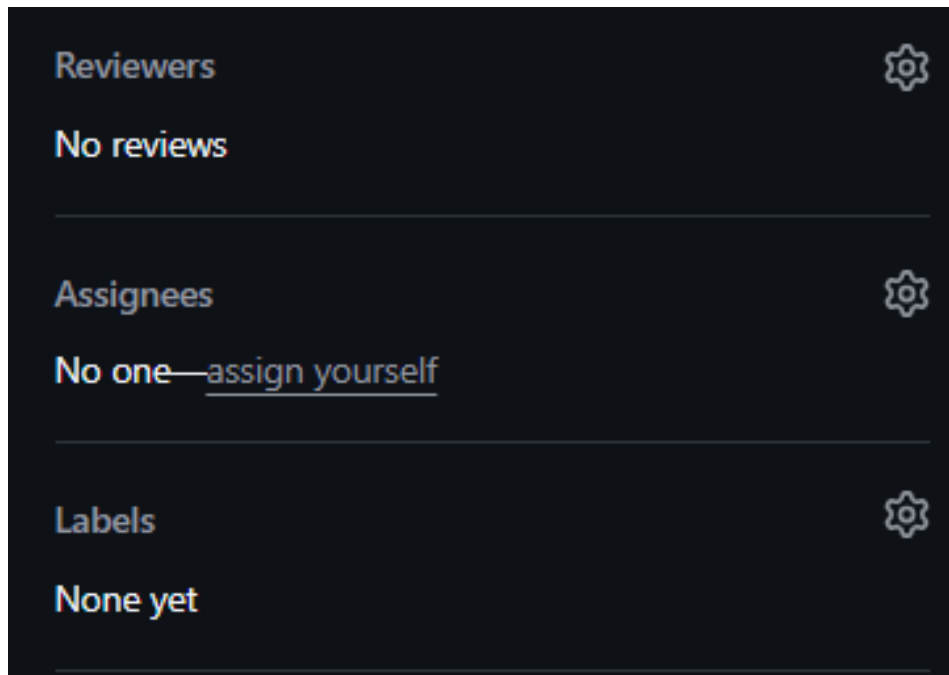 Reviewers
No reviews
Assignees
No one—assign yourself
Labels
None yet